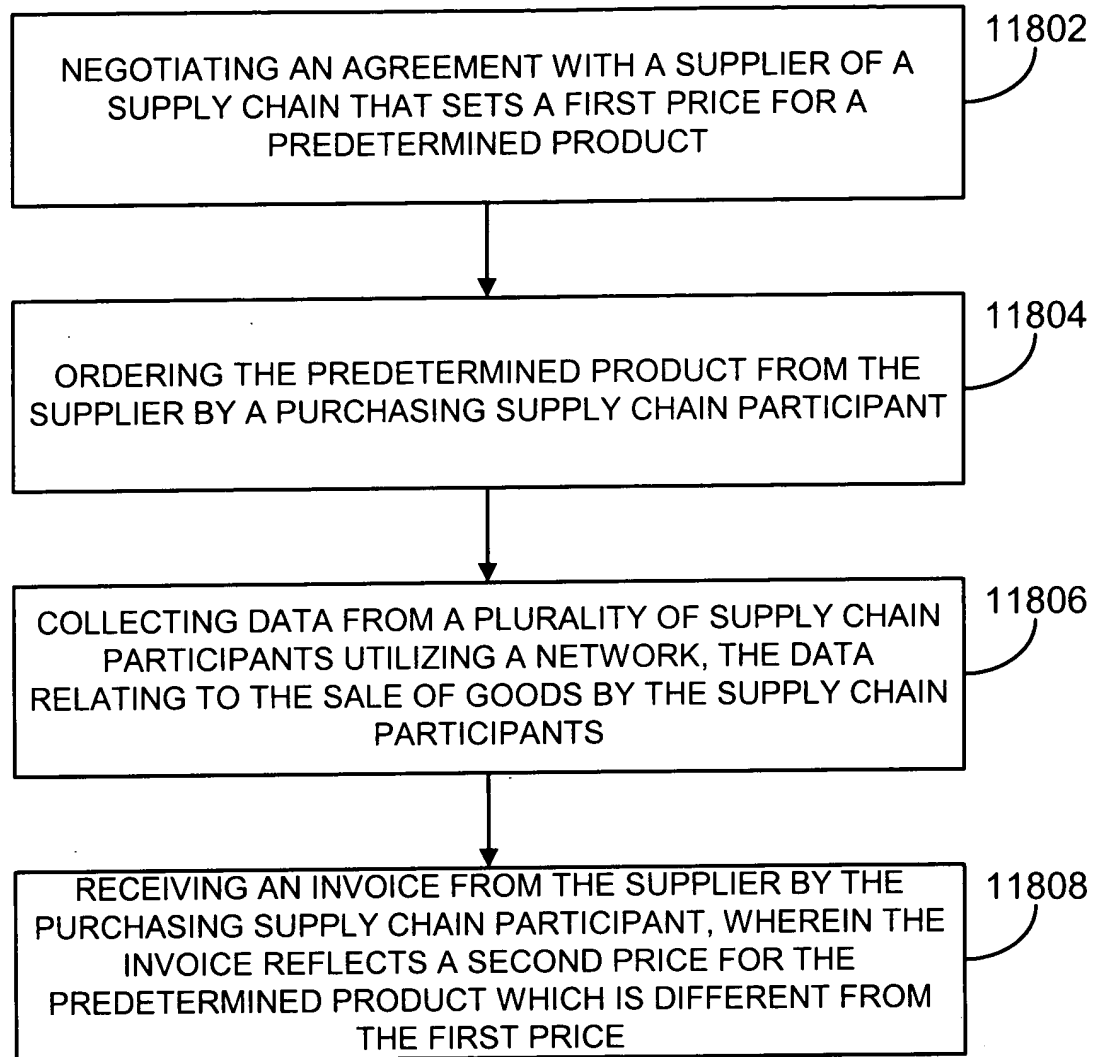 11802
NEGOTIATING AN AGREEMENT WITH A SUPPLIER OF A
SUPPLY CHAIN THAT SETS A FIRST PRICE FOR A
PREDETERMINED PRODUCT
11804
ORDERING THE PREDETERMINED PRODUCT FROM THE
SUPPLIER BY A PURCHASING SUPPLY CHAIN PARTICIPANT
11806
COLLECTING DATA FROM A PLURALITY OF SUPPLY CHAIN
PARTICIPANTS UTILIZING A NETWORK, THE DATA
RELATING TO THE SALE OF GOODS BY THE SUPPLY CHAIN
PARTICIPANTS
11808
RECEIVING AN INVOICE FROM THE SUPPLIER BY THE
PURCHASING SUPPLY CHAIN PARTICIPANT, WHEREIN THE
INVOICE REFLECTS A SECOND PRICE FOR THE
PREDETERMINED PRODUCT WHICH IS DIFFERENT FROM
THE FIRST PRICE